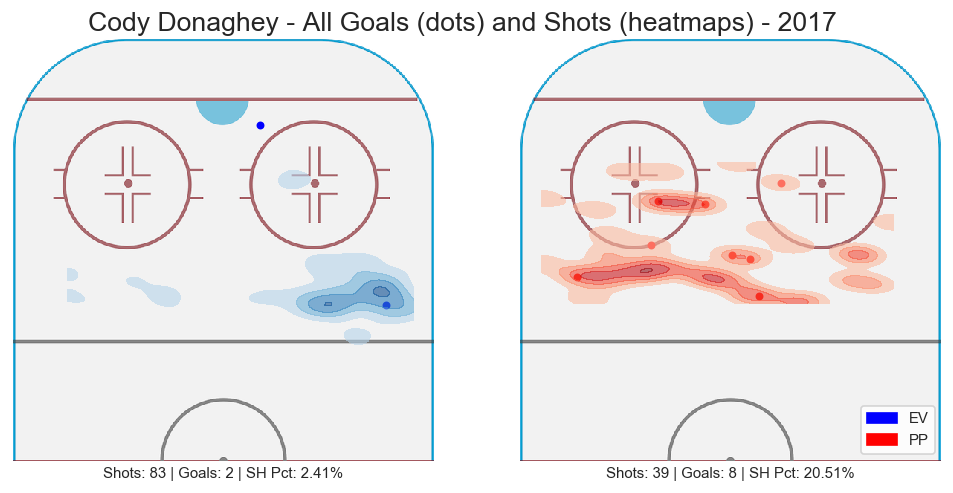 Cody Donaghey - All Goals (dots) and Shots (heatmaps) - 2017
EV
PP
Shots: 83 | Goals: 2 | SH Pct: 2.41%
Shots: 39 | Goals: 8 | SH Pct: 20.51%